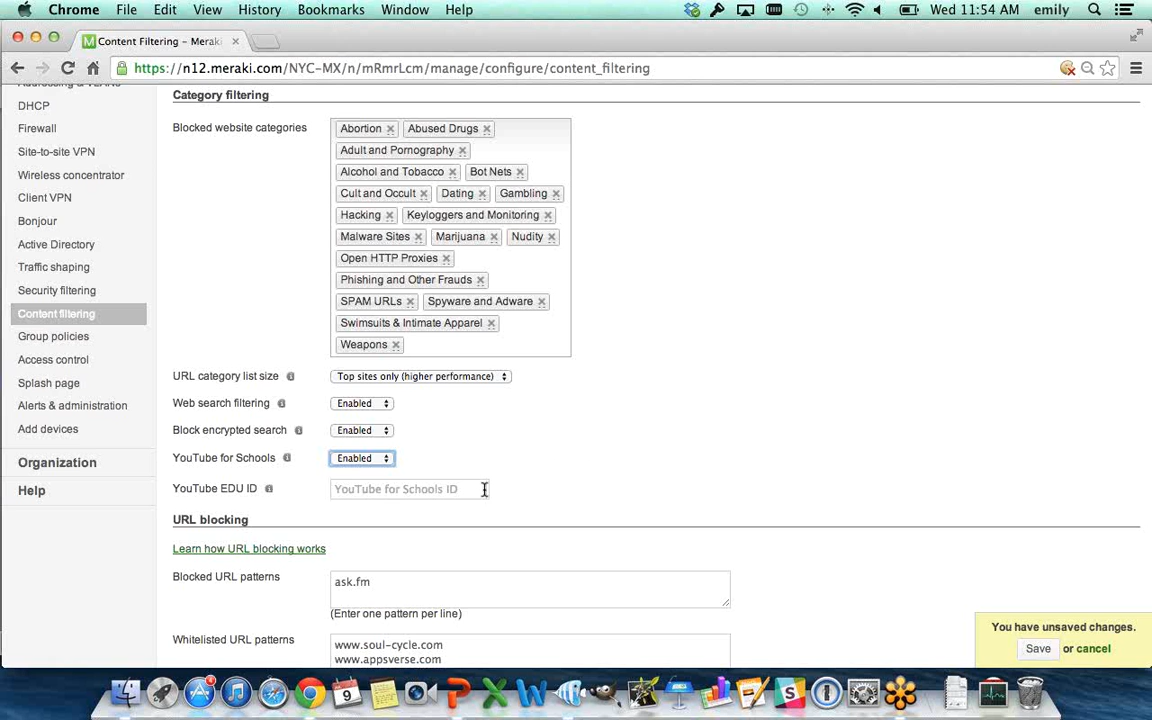 Chrome File Edit View History Bookmarks Window Help Wed 11:54 AM emily
Content Filtering – Meraki
https://n12.meraki.com/NYC-MX/n/mRmrLcm/manage/configure/content_filtering
DHCP
Firewall
Site-to-site VPN
Wireless concentrator
Client VPN
Bonjour
Active Directory
Traffic shaping
Security filtering
Content filtering
Group policies
Access control
Splash page
Alerts & administration
Add devices
Organization
Help
Category filtering
Blocked website categories
Abortion Abused Drugs
Adult and Pornography
Alcohol and Tobacco Bot Nets
Cult and Occult Dating Gambling
Hacking Keyloggers and Monitoring
Malware Sites Marijuana Nudity
Open HTTP Proxies
Phishing and Other Frauds
SPAM URLs Spyware and Adware
Swimsuits & Intimate Apparel
Weapons
URL category list size Top sites only (higher performance)
Web search filtering Enabled
Block encrypted search Enabled
YouTube for Schools Enabled
YouTube EDU ID YouTube for Schools ID
URL blocking
Learn how URL blocking works
Blocked URL patterns ask.fm
(Enter one pattern per line)
Whitelisted URL patterns www.soul-cycle.com
www.appsverse.com
You have unsaved changes.
Save or cancel
9